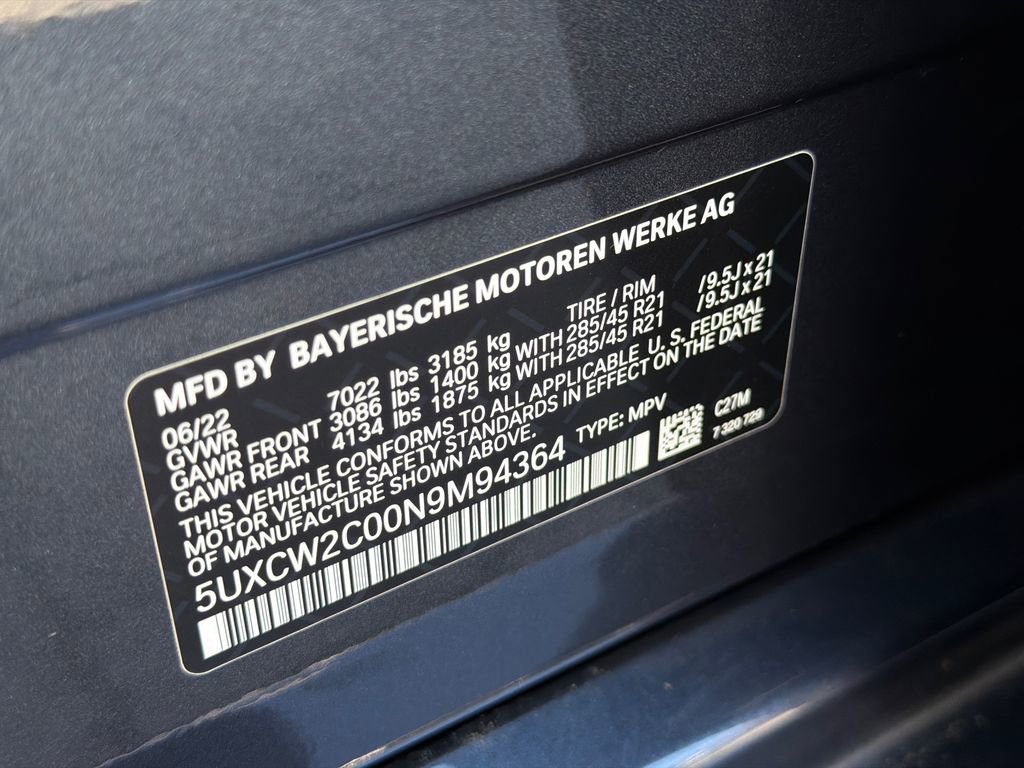 MFD BY BAYERISCHE MOTOREN WERKE AG
06/22 TIRE / RIM
GVWR 7022 lbs 3185 kg
GAWR FRONT 3086 lbs 1400 kg WITH 285/45 R21 /9.5J x 21
GAWR REAR 4134 lbs 1875 kg WITH 285/45 R21 /9.5J x 21
THIS VEHICLE CONFORMS TO ALL APPLICABLE U. S. FEDERAL
MOTOR VEHICLE SAFETY STANDARDS IN EFFECT ON THE DATE
OF MANUFACTURE SHOWN ABOVE.
5UXCW2C00N9M94364 TYPE: MPV C27M
7 320 729